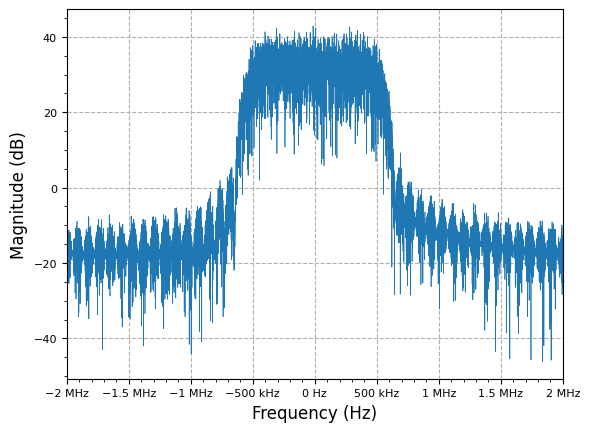 40
20
0
−20
−40
Magnitude (dB)
−2 MHz −1.5 MHz −1 MHz −500 kHz 0 Hz 500 kHz 1 MHz 1.5 MHz 2 MHz
Frequency (Hz)